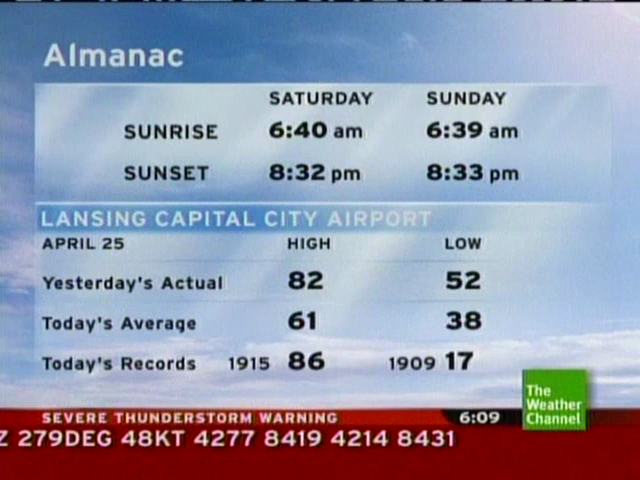 Almanac
SATURDAY SUNDAY
SUNRISE 6:40 am 6:39 am
SUNSET 8:32 pm 8:33 pm
LANSING CAPITAL CITY AIRPORT
APRIL 25 HIGH LOW
Yesterday's Actual 82 52
Today's Average 61 38
Today's Records 1915 86 1909 17
The
Weather
Channel
SEVERE THUNDERSTORM WARNING 6:09
Z 279DEG 48KT 4277 8419 4214 8431